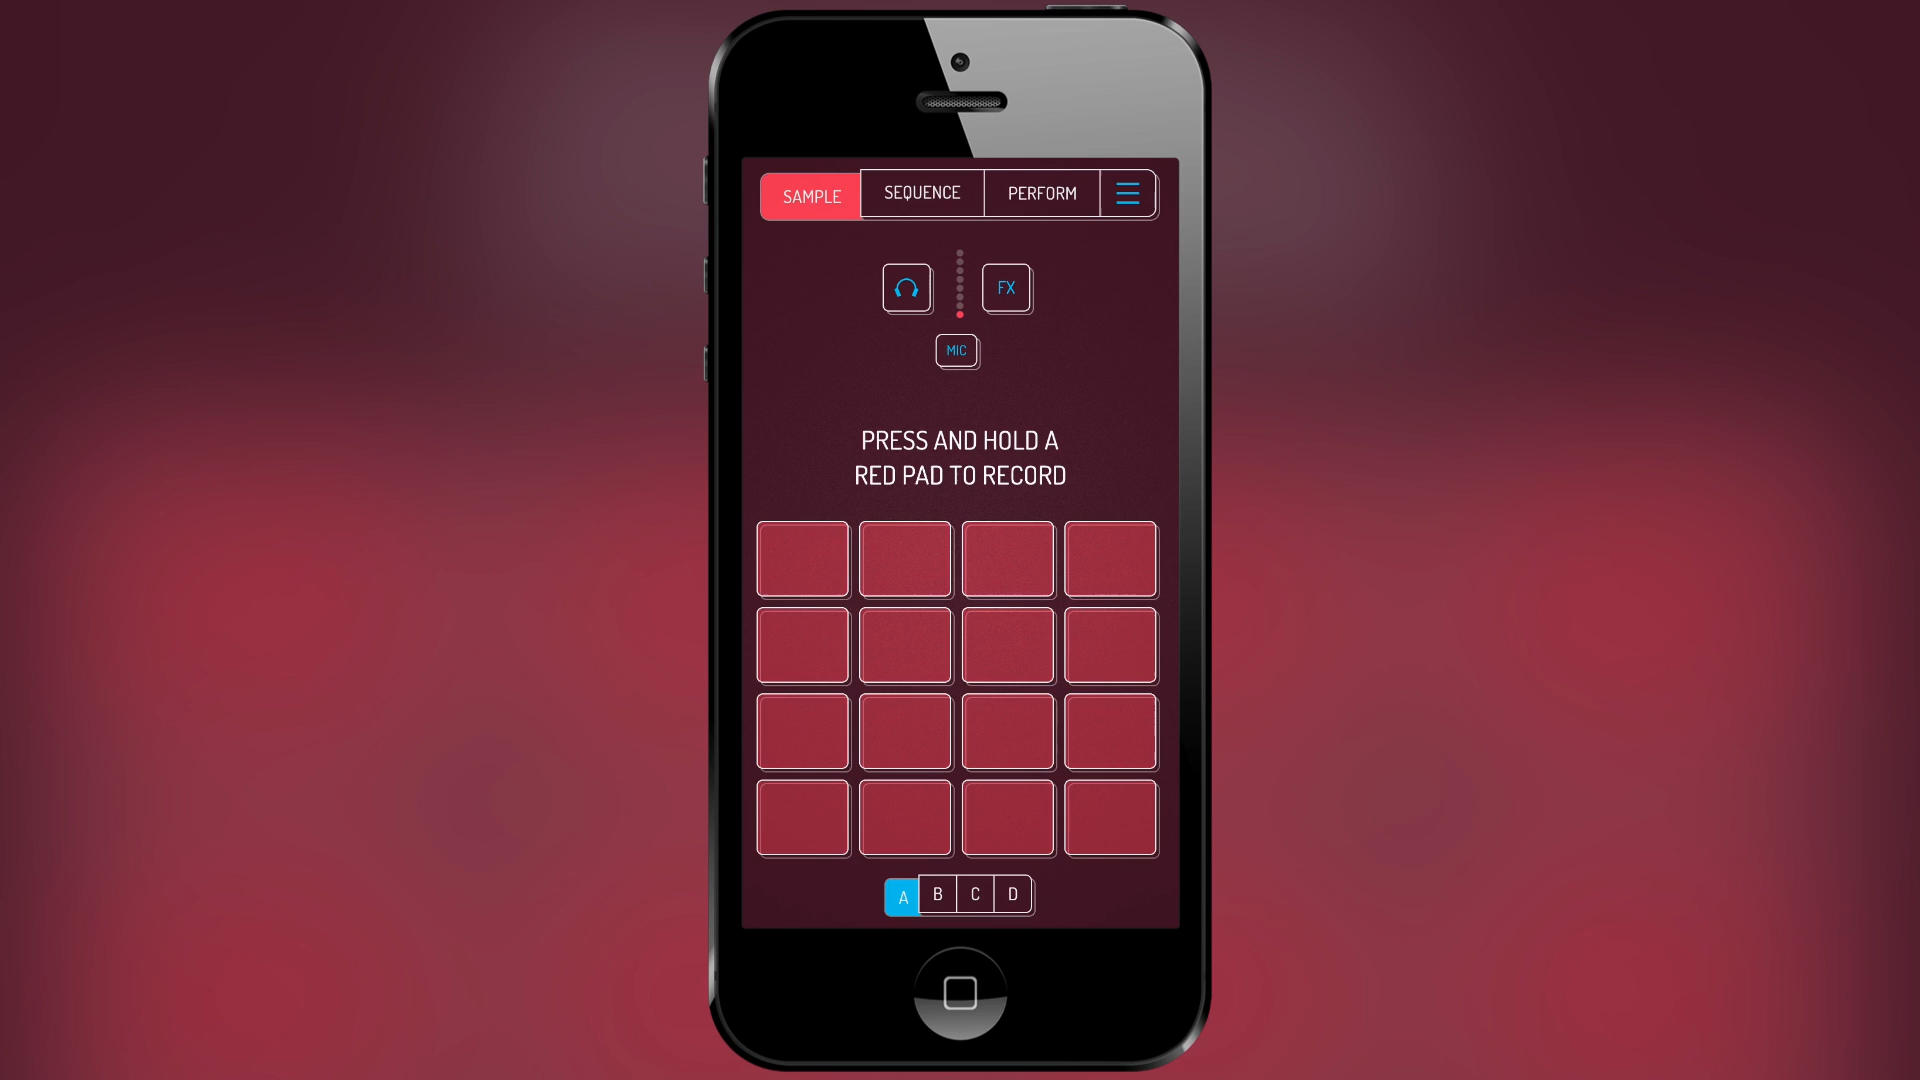 SAMPLE SEQUENCE PERFORM
FX
MIC
PRESS AND HOLD A
RED PAD TO RECORD
A B C D